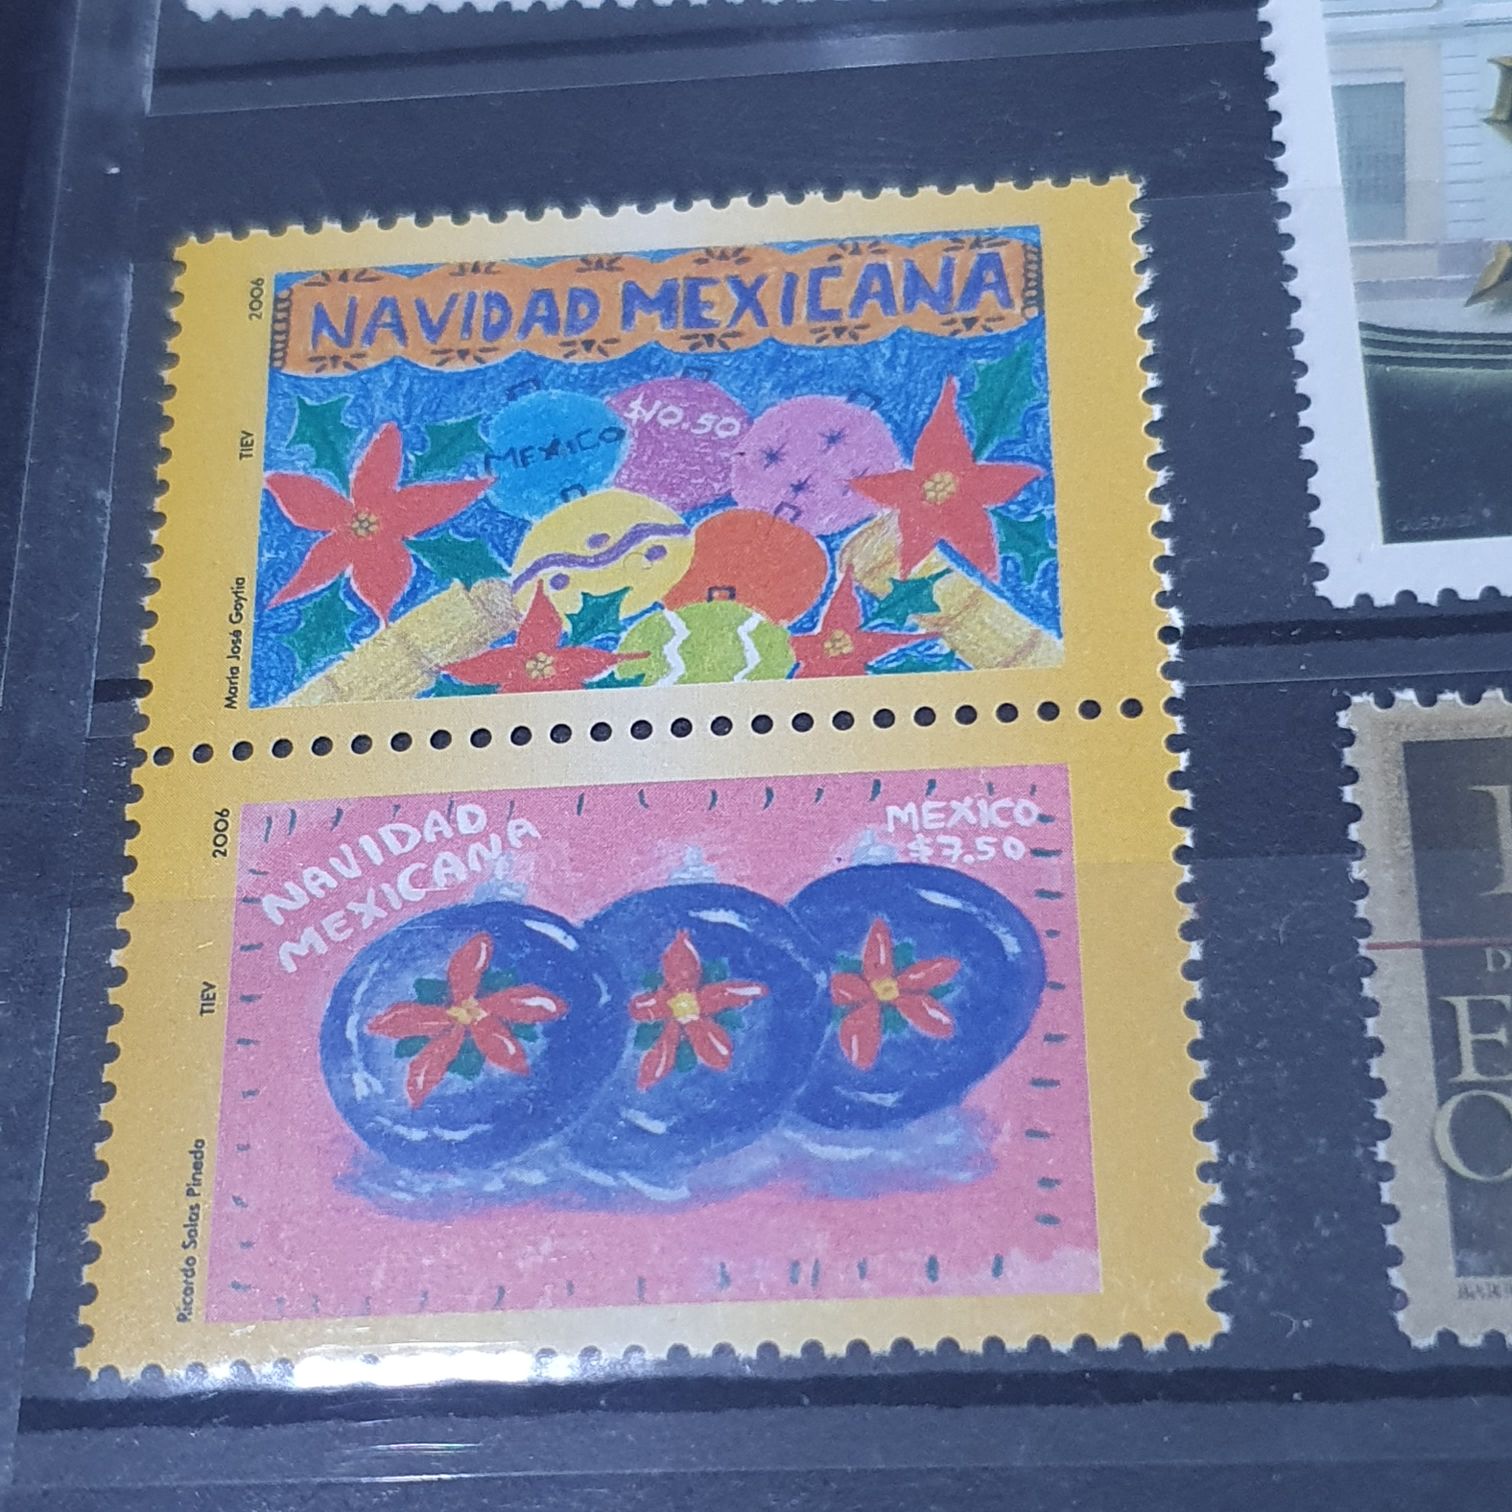 2006
TIEV
María José Goytia
NAVIDAD MEXICANA
MEXICO
$10.50
2006
TIEV
Ricardo Salas Pineda
NAVIDAD
MEXICANA
MEXICO
$7.50
D
E